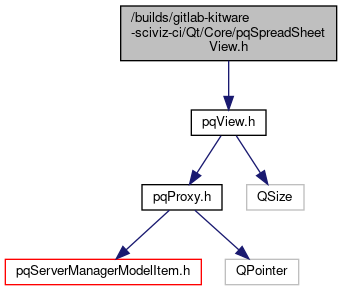 /builds/gitlab-kitware
-sciviz-ci/Qt/Core/pqSpreadSheet
View.h
pqView.h
pqProxy.h
QSize
pqServerManagerModelItem.h
QPointer